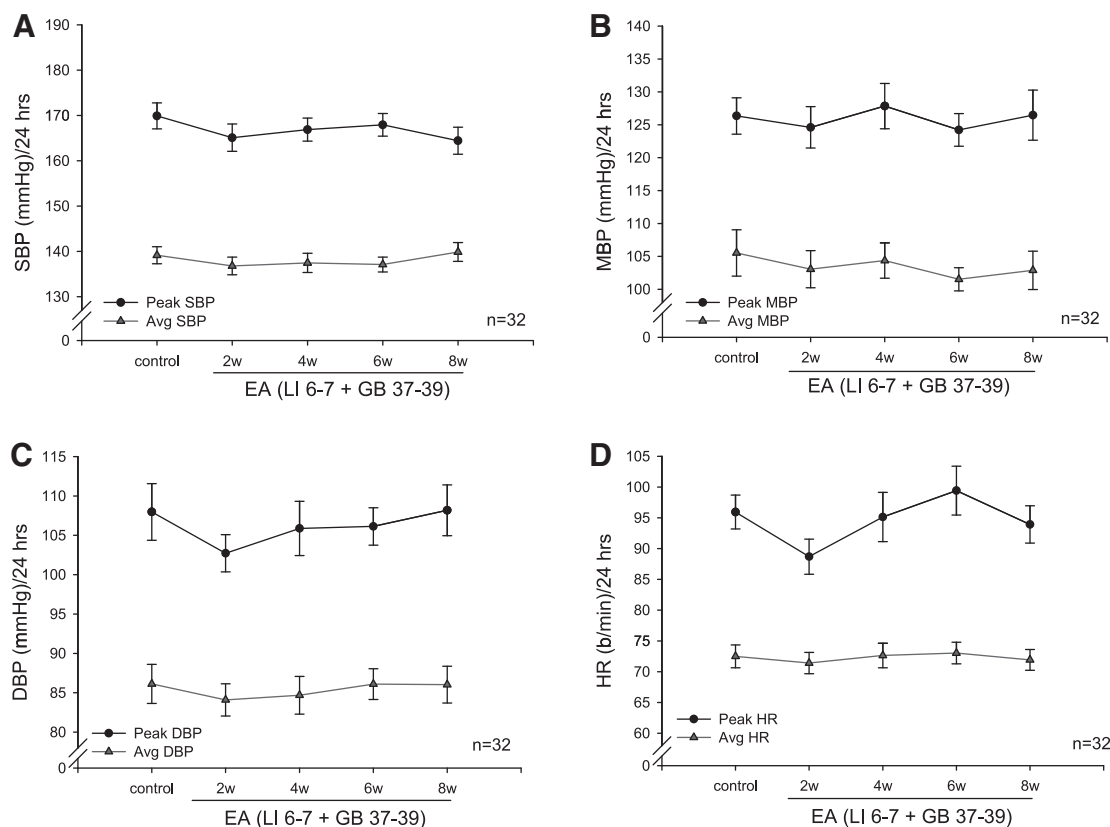 A
SBP (mmHg)/24 hrs
190
180
170
160
150
140
130
0
Peak SBP
Avg SBP
n=32
control 2w 4w 6w 8w
EA (LI 6-7 + GB 37-39)
B
MBP (mmHg)/24 hrs
140
135
130
125
120
115
110
105
100
0
Peak MBP
Avg MBP
n=32
control 2w 4w 6w 8w
EA (LI 6-7 + GB 37-39)
C
DBP (mmHg)/24 hrs
115
110
105
100
95
90
85
80
0
Peak DBP
Avg DBP
n=32
control 2w 4w 6w 8w
EA (LI 6-7 + GB 37-39)
D
HR (b/min)/24 hrs
105
100
95
90
85
80
75
70
65
60
0
Peak HR
Avg HR
n=32
control 2w 4w 6w 8w
EA (LI 6-7 + GB 37-39)